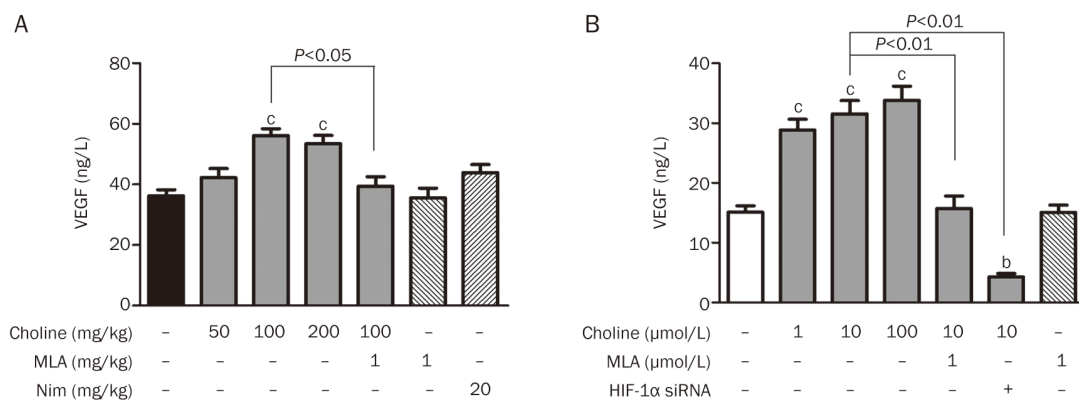 A
P<0.05
80
60
40
20
0
VEGF (ng/L)
c
c
Choline (mg/kg) – 50 100 200 100 – –
MLA (mg/kg) – – – – 1 1 –
Nim (mg/kg) – – – – – – 20
B
P<0.01
P<0.01
40
30
20
10
0
VEGF (ng/L)
c
c
c
b
Choline (μmol/L) – 1 10 100 10 10 –
MLA (μmol/L) – – – – 1 – 1
HIF-1α siRNA – – – – – + –